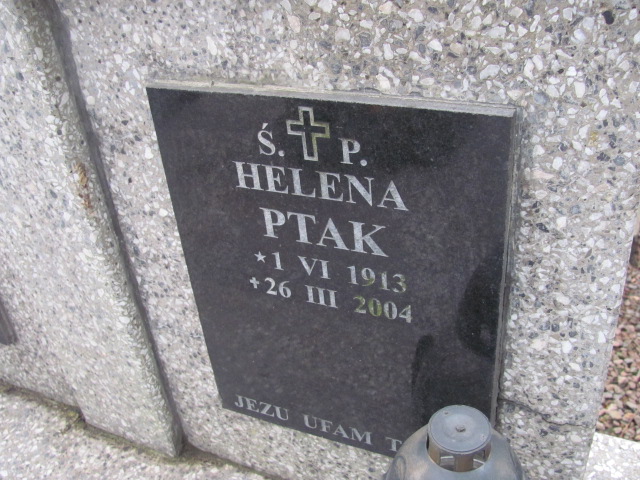 Ś. P.
HELENA
PTAK
★1 VI 1913
+26 III 2004
JEZU UFAM